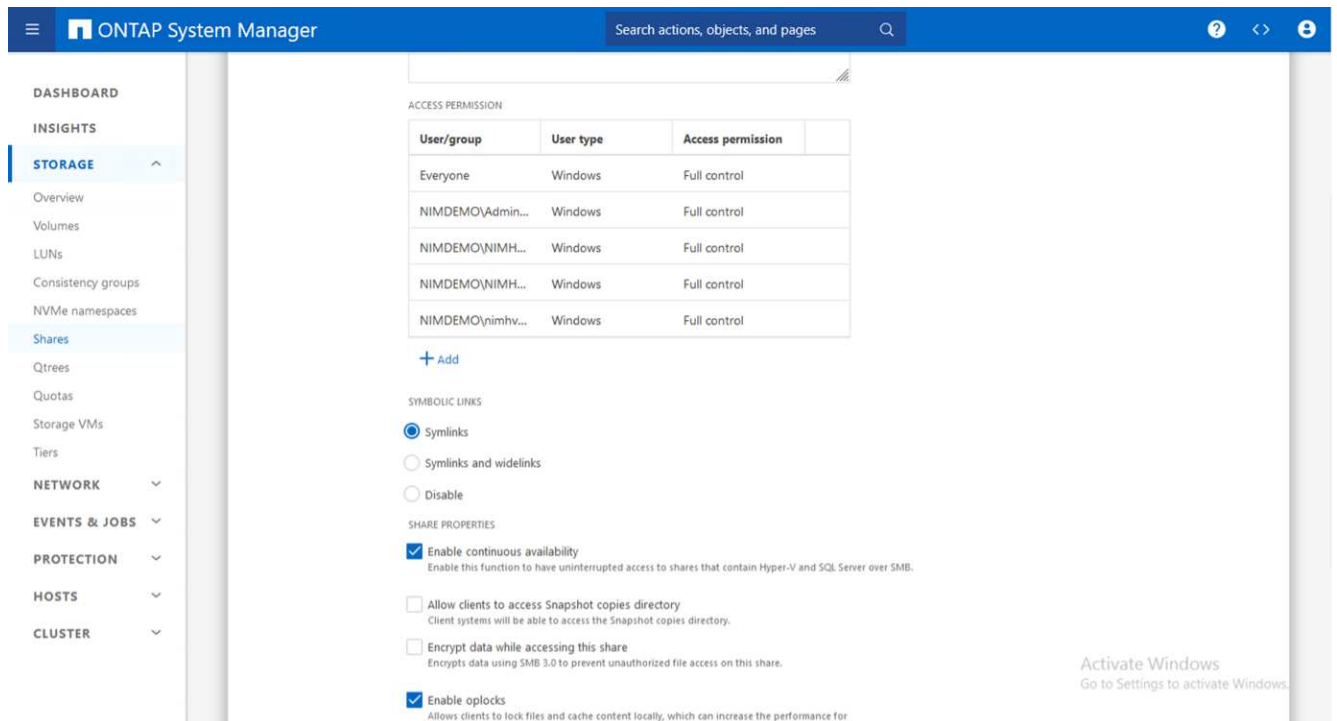 ONTAP System Manager
Search actions, objects, and pages
DASHBOARD
INSIGHTS
STORAGE
Overview
Volumes
LUNs
Consistency groups
NVMe namespaces
Shares
Qtrees
Quotas
Storage VMs
Tiers
NETWORK
EVENTS & JOBS
PROTECTION
HOSTS
CLUSTER
ACCESS PERMISSION
User/group User type Access permission
Everyone Windows Full control
NIMDEMO\Admin... Windows Full control
NIMDEMO\NIMH... Windows Full control
NIMDEMO\NIMH... Windows Full control
NIMDEMO\nimhv... Windows Full control
+ Add
SYMBOLIC LINKS
Symlinks
Symlinks and widelinks
Disable
SHARE PROPERTIES
Enable continuous availability
Enable this function to have uninterrupted access to shares that contain Hyper-V and SQL Server over SMB.
Allow clients to access Snapshot copies directory
Client systems will be able to access the Snapshot copies directory.
Encrypt data while accessing this share
Encrypts data using SMB 3.0 to prevent unauthorized file access on this share.
Enable oplocks
Allows clients to lock files and cache content locally, which can increase the performance for
Activate Windows
Go to Settings to activate Windows.